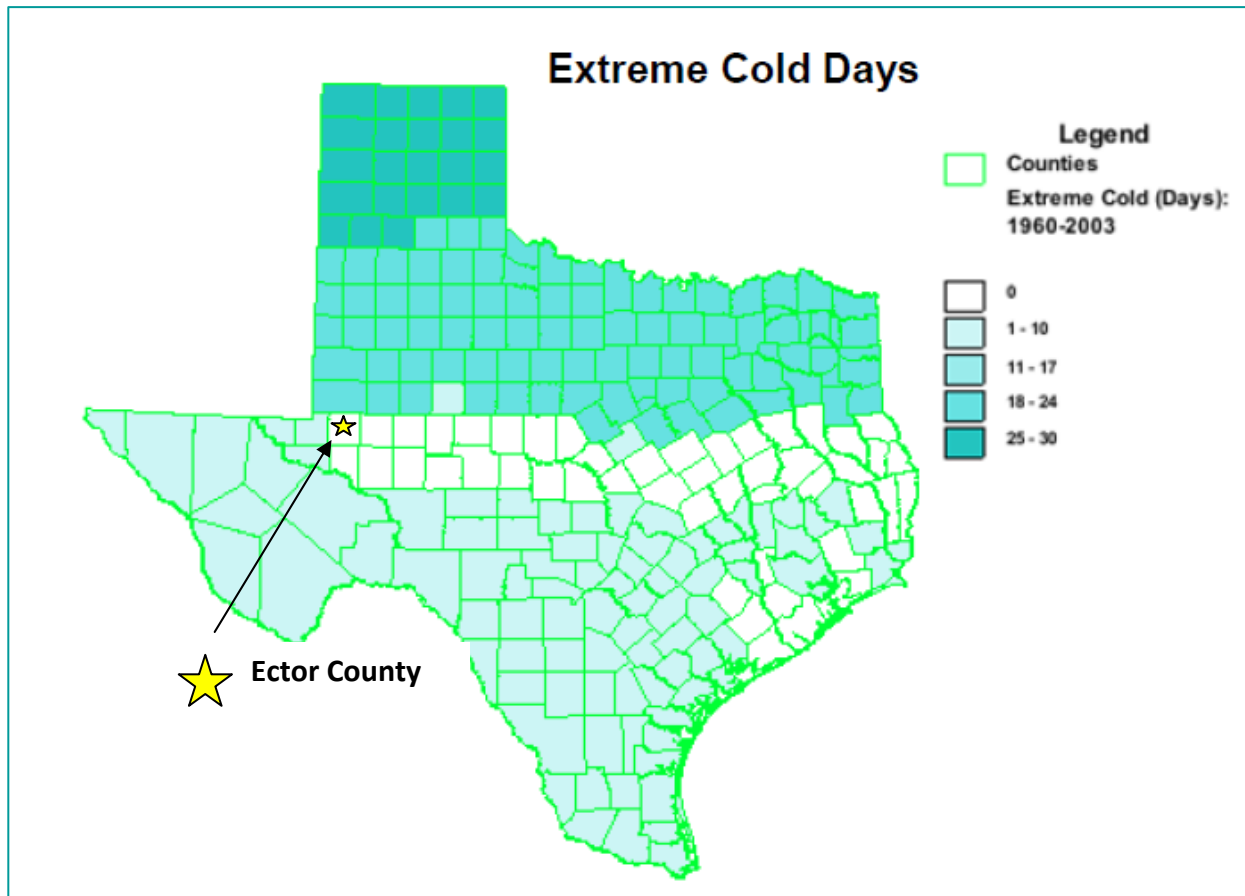 Extreme Cold Days
Legend
Counties
Extreme Cold (Days):
1960-2003
0
1 - 10
11 - 17
18 - 24
25 - 30
Ector County